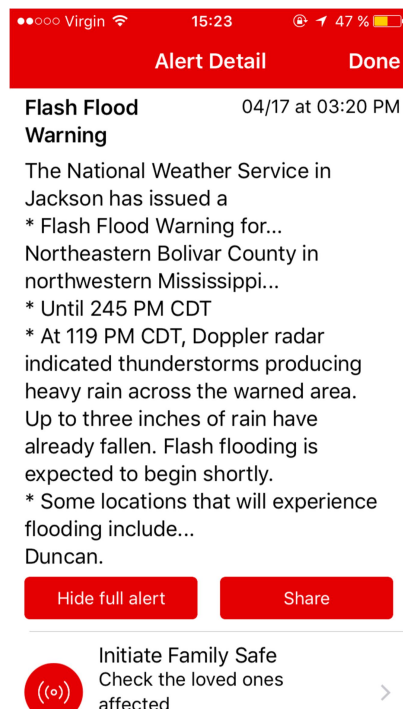 Virgin 15:23 47 %
Alert Detail Done
Flash Flood Warning 04/17 at 03:20 PM
The National Weather Service in
Jackson has issued a
* Flash Flood Warning for...
Northeastern Bolivar County in
northwestern Mississippi...
* Until 245 PM CDT
* At 119 PM CDT, Doppler radar
indicated thunderstorms producing
heavy rain across the warned area.
Up to three inches of rain have
already fallen. Flash flooding is
expected to begin shortly.
* Some locations that will experience
flooding include...
Duncan.
Hide full alert Share
Initiate Family Safe
Check the loved ones
affected